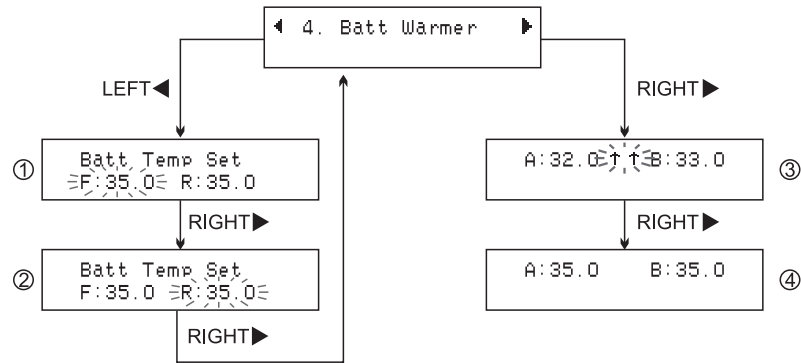 ◀ 4. Batt Warmer ▶
LEFT◀
RIGHT▶
①
Batt Temp Set
F:35.0 R:35.0
A:32.0 ↑ ↑ B:33.0
③
RIGHT▶
RIGHT▶
②
Batt Temp Set
F:35.0 R:35.0
A:35.0 B:35.0
④
RIGHT▶